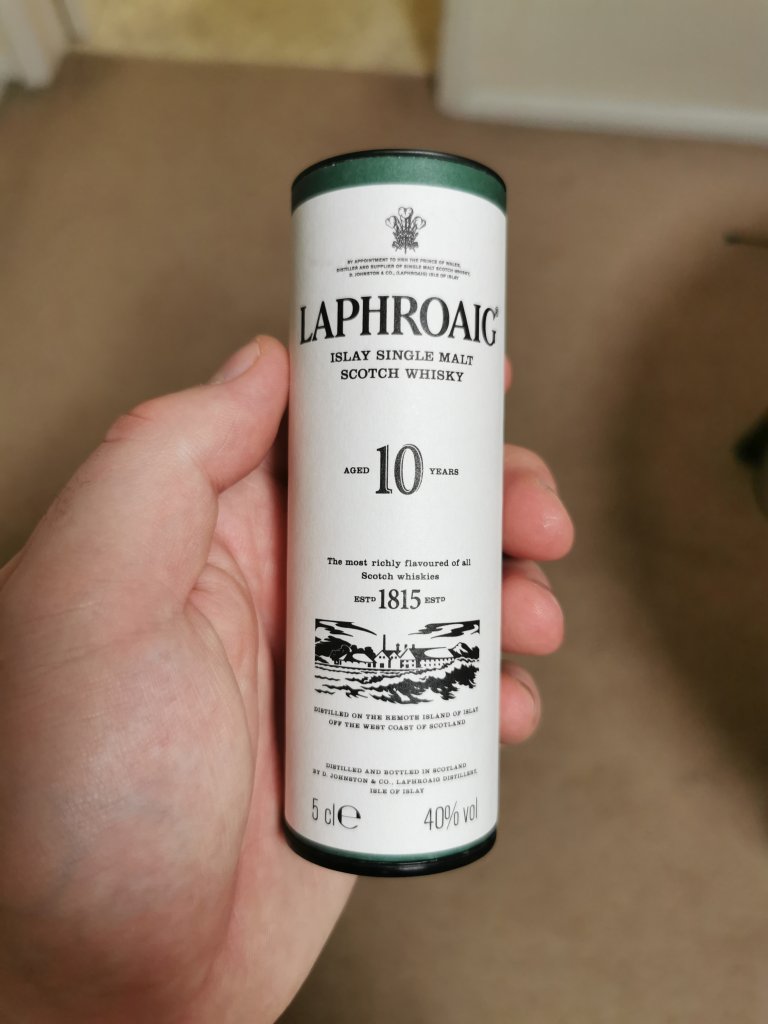 BY APPOINTMENT TO HRH THE PRINCE OF WALES,
DISTILLER AND SUPPLIER OF SINGLE MALT SCOTCH WHISKY,
D. JOHNSTON & CO., (LAPHROAIG) ISLE OF ISLAY
LAPHROAIG®
ISLAY SINGLE MALT
SCOTCH WHISKY
AGED 10 YEARS
The most richly flavoured of all
Scotch whiskies
ESTD 1815 ESTD
DISTILLED ON THE REMOTE ISLAND OF ISLAY
OFF THE WEST COAST OF SCOTLAND
DISTILLED AND BOTTLED IN SCOTLAND
BY D. JOHNSTON & CO., LAPHROAIG DISTILLERY,
ISLE OF ISLAY
5 cl ℮ 40% vol